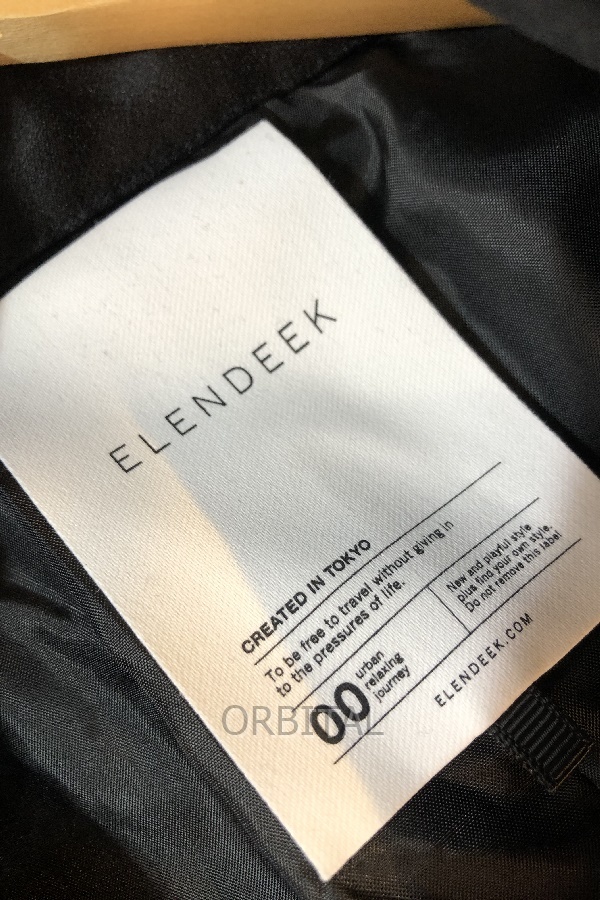 ELENDEEK
CREATED IN TOKYO
To be free to travel without giving in
to the pressures of life.
00
urban
relaxing
journey
New and playful style
plus find your own style.
Do not remove this label
ELENDEEK.COM
ORBITAL